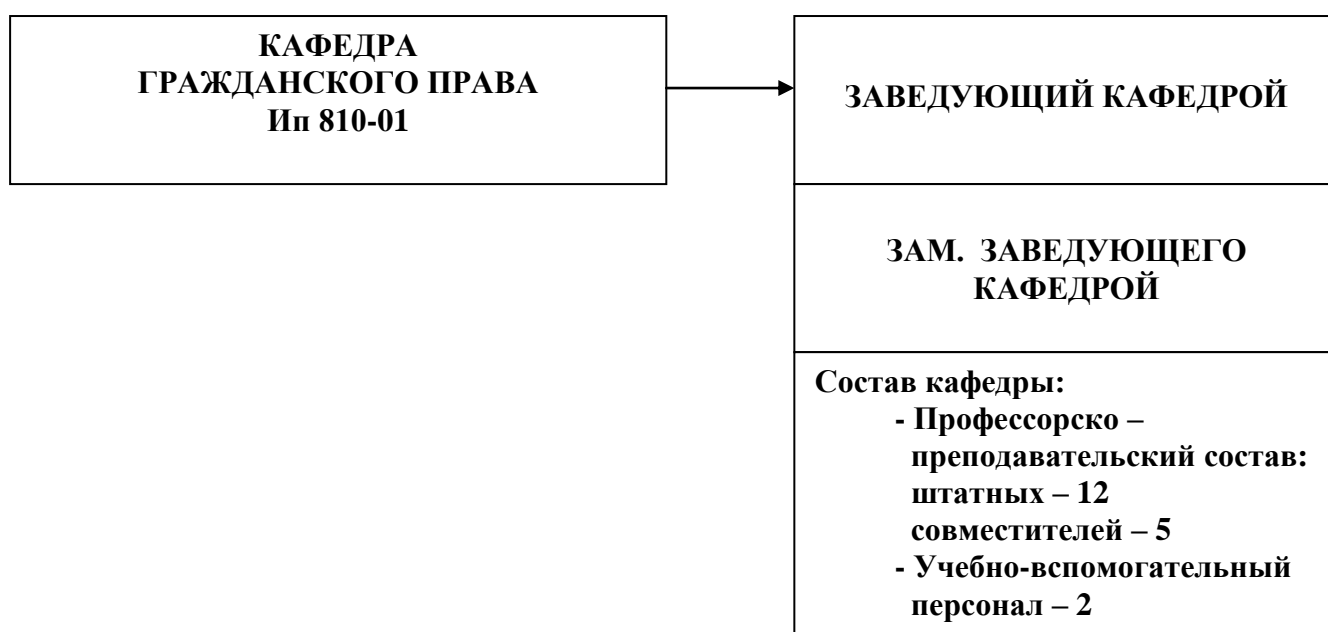 КАФЕДРА
ГРАЖДАНСКОГО ПРАВА
Ип 810-01
ЗАВЕДУЮЩИЙ КАФЕДРОЙ
ЗАМ. ЗАВЕДУЮЩЕГО
КАФЕДРОЙ
Состав кафедры:
- Профессорско –
преподавательский состав:
штатных – 12
совместителей – 5
- Учебно-вспомогательный
персонал – 2